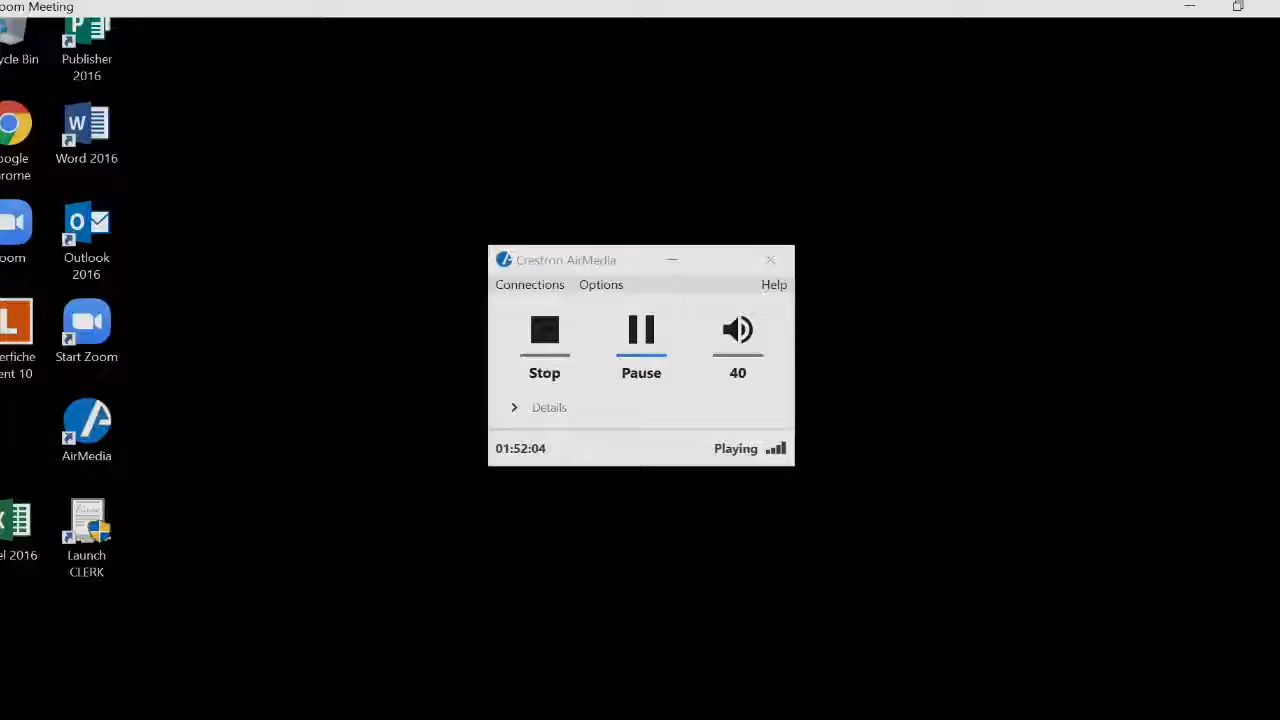 oom Meeting
ycle Bin
Publisher
2016
oogle
hrome
Word 2016
oom
Outlook
2016
erfiche
ent 10
Start Zoom
AirMedia
el 2016
Launch
CLERK
Crestron AirMedia
Connections Options Help
Stop Pause 40
Details
01:52:04 Playing